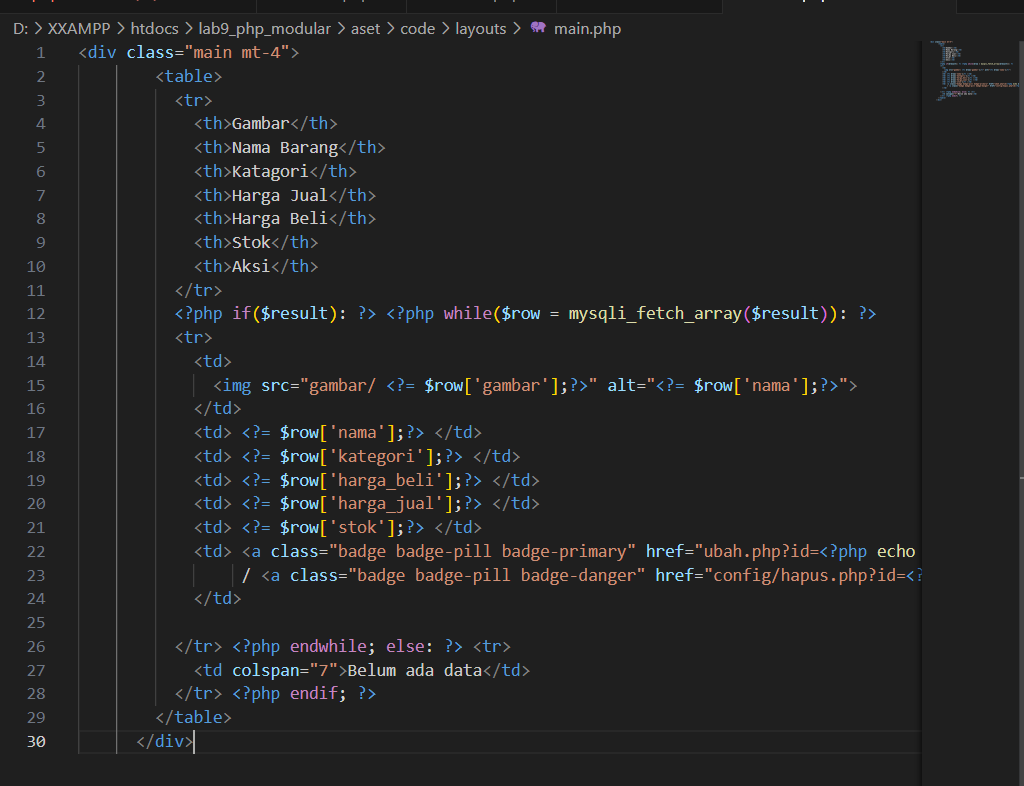 D: > XXAMPP > htdocs > lab9_php_modular > aset > code > layouts > main.php
1 <div class="main mt-4">
2 <table>
3 <tr>
4 <th>Gambar</th>
5 <th>Nama Barang</th>
6 <th>Katagori</th>
7 <th>Harga Jual</th>
8 <th>Harga Beli</th>
9 <th>Stok</th>
10 <th>Aksi</th>
11 </tr>
12 <?php if($result): ?> <?php while($row = mysqli_fetch_array($result)): ?>
13 <tr>
14 <td>
15 <img src="gambar/ <?= $row['gambar'];?>" alt="<?= $row['nama'];?>">
16 </td>
17 <td> <?= $row['nama'];?> </td>
18 <td> <?= $row['kategori'];?> </td>
19 <td> <?= $row['harga_beli'];?> </td>
20 <td> <?= $row['harga_jual'];?> </td>
21 <td> <?= $row['stok'];?> </td>
22 <td> <a class="badge badge-pill badge-primary" href="ubah.php?id=<?php echo
23 / <a class="badge badge-pill badge-danger" href="config/hapus.php?id=<?
24 </td>
25
26 </tr> <?php endwhile; else: ?> <tr>
27 <td colspan="7">Belum ada data</td>
28 </tr> <?php endif; ?>
29 </table>
30 </div>